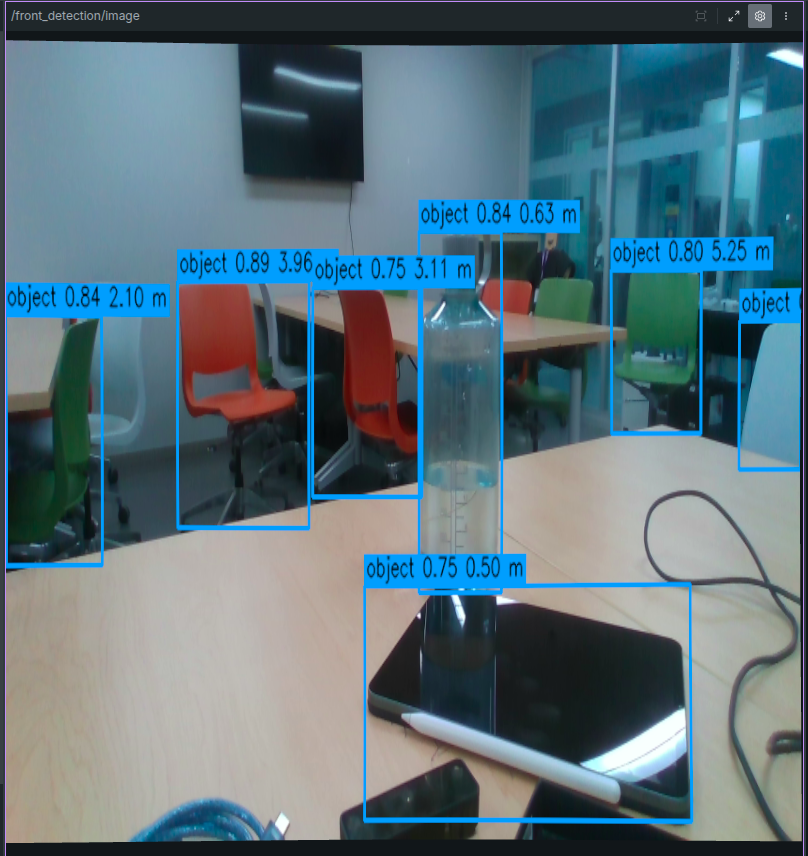 /front_detection/image
object 0.84 0.63 m
object 0.80 5.25 m
object 0.89 3.96
object 0.75 3.11 m
object 0.84 2.10 m
object
object 0.75 0.50 m